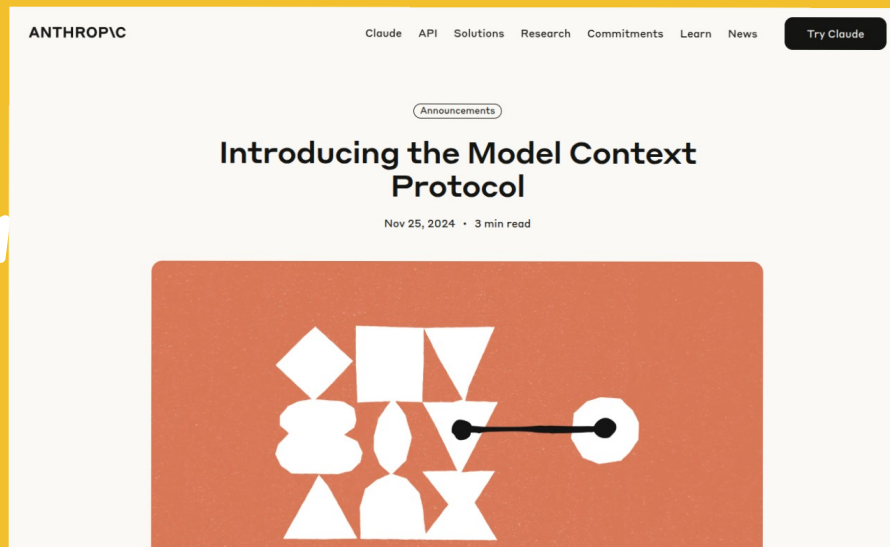 ANTHROP\C
Claude API Solutions Research Commitments Learn News Try Claude
Announcements
Introducing the Model Context
Protocol
Nov 25, 2024 • 3 min read